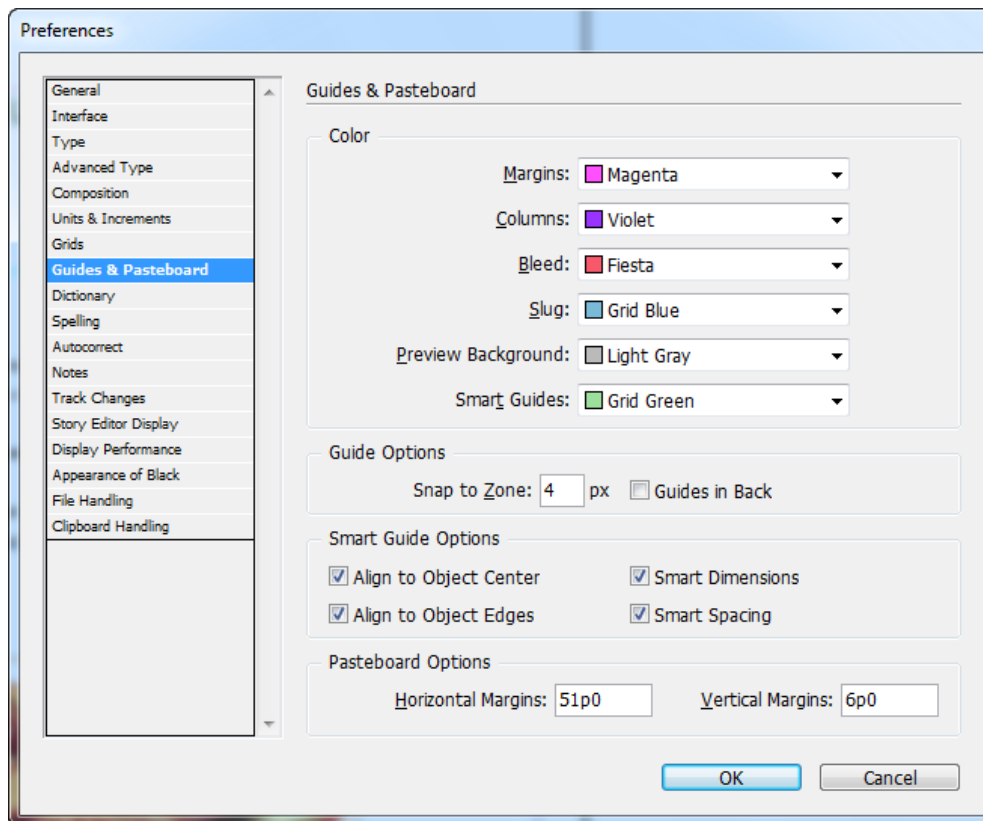 Preferences
General
Interface
Type
Advanced Type
Composition
Units & Increments
Grids
Guides & Pasteboard
Dictionary
Spelling
Autocorrect
Notes
Track Changes
Story Editor Display
Display Performance
Appearance of Black
File Handling
Clipboard Handling
Guides & Pasteboard
Color
Margins: Magenta
Columns: Violet
Bleed: Fiesta
Slug: Grid Blue
Preview Background: Light Gray
Smart Guides: Grid Green
Guide Options
Snap to Zone: 4 px Guides in Back
Smart Guide Options
Align to Object Center Smart Dimensions
Align to Object Edges Smart Spacing
Pasteboard Options
Horizontal Margins: 51p0 Vertical Margins: 6p0
OK Cancel